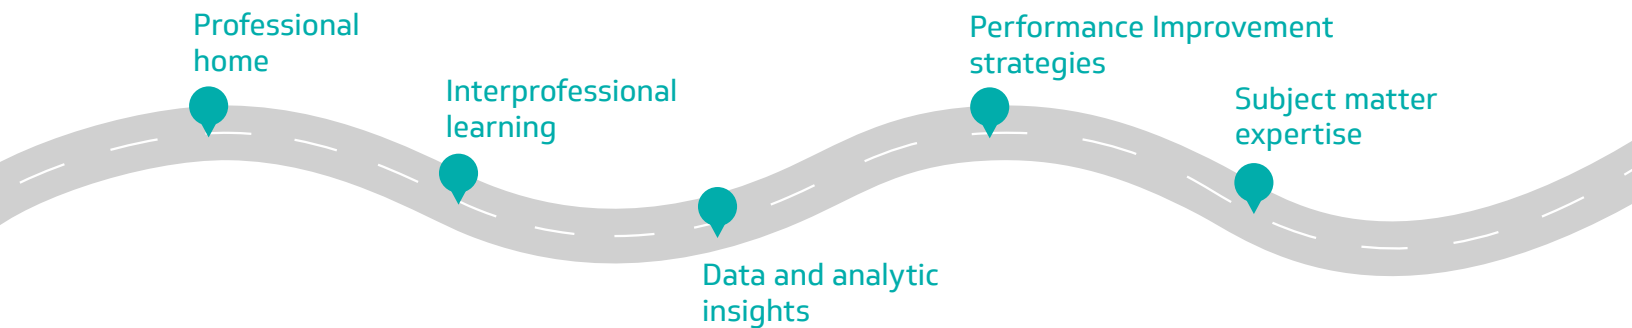 Professional
home
Interprofessional
learning
Data and analytic
insights
Performance Improvement
strategies
Subject matter
expertise